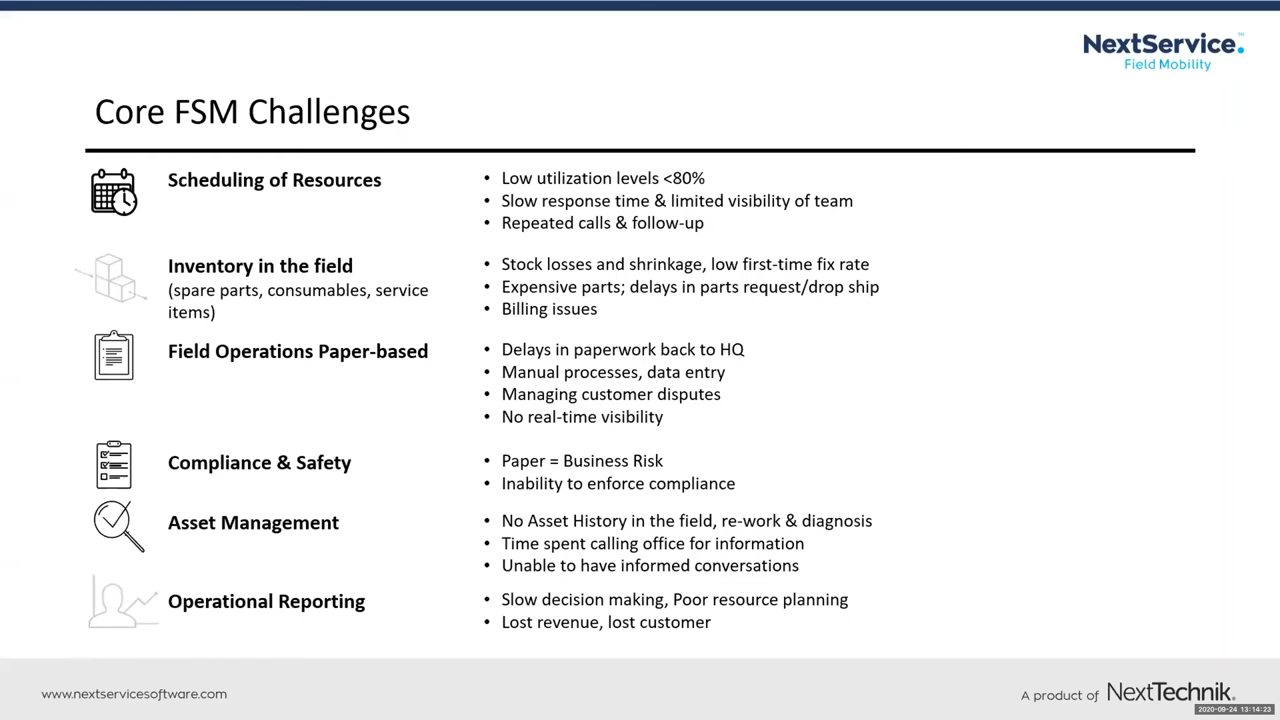 NextService.™
Field Mobility
Core FSM Challenges
Scheduling of Resources
• Low utilization levels <80%
• Slow response time & limited visibility of team
• Repeated calls & follow-up
Inventory in the field
(spare parts, consumables, service
items)
• Stock losses and shrinkage, low first-time fix rate
• Expensive parts; delays in parts request/drop ship
• Billing issues
Field Operations Paper-based
• Delays in paperwork back to HQ
• Manual processes, data entry
• Managing customer disputes
• No real-time visibility
Compliance & Safety
• Paper = Business Risk
• Inability to enforce compliance
Asset Management
• No Asset History in the field, re-work & diagnosis
• Time spent calling office for information
• Unable to have informed conversations
Operational Reporting
• Slow decision making, Poor resource planning
• Lost revenue, lost customer
www.nextservicesoftware.com
A product of NextTechnik.
2020-09-24 13:14:23